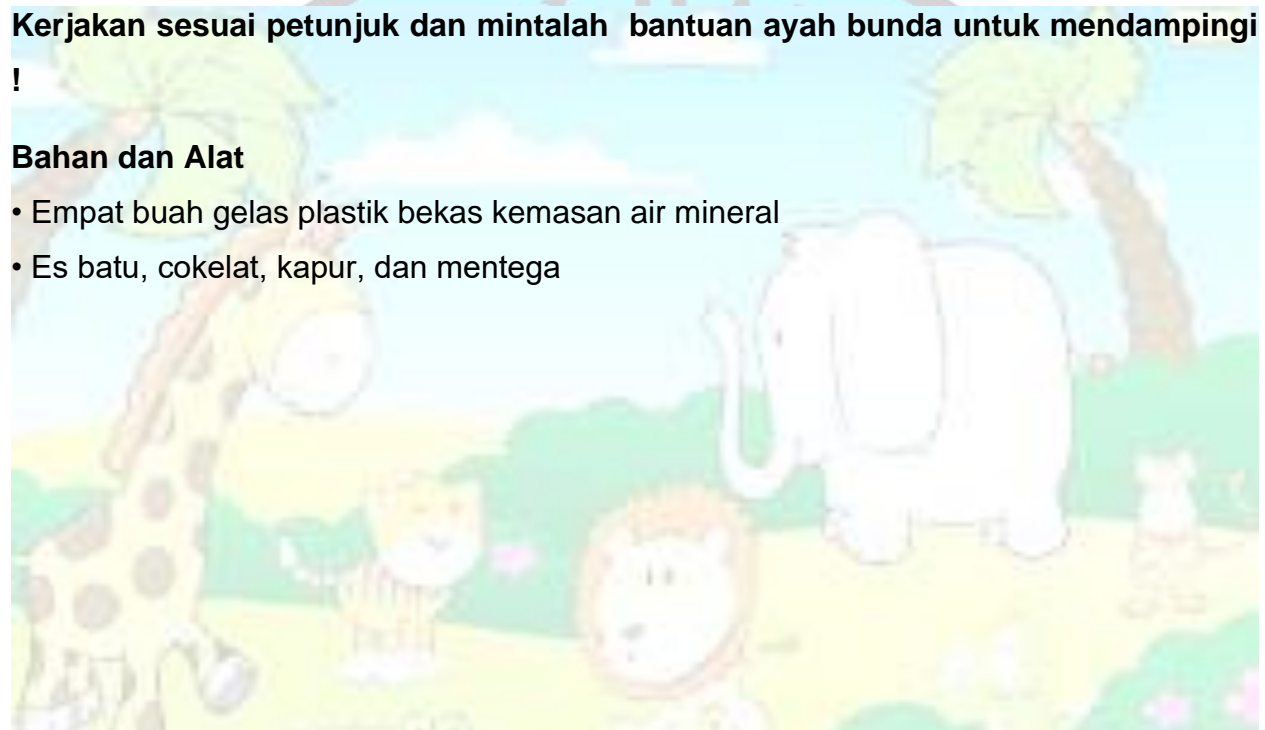 Kerjakan sesuai petunjuk dan mintalah  bantuan ayah bunda untuk mendampingi
!
Bahan dan Alat
• Empat buah gelas plastik bekas kemasan air mineral
• Es batu, cokelat, kapur, dan mentega